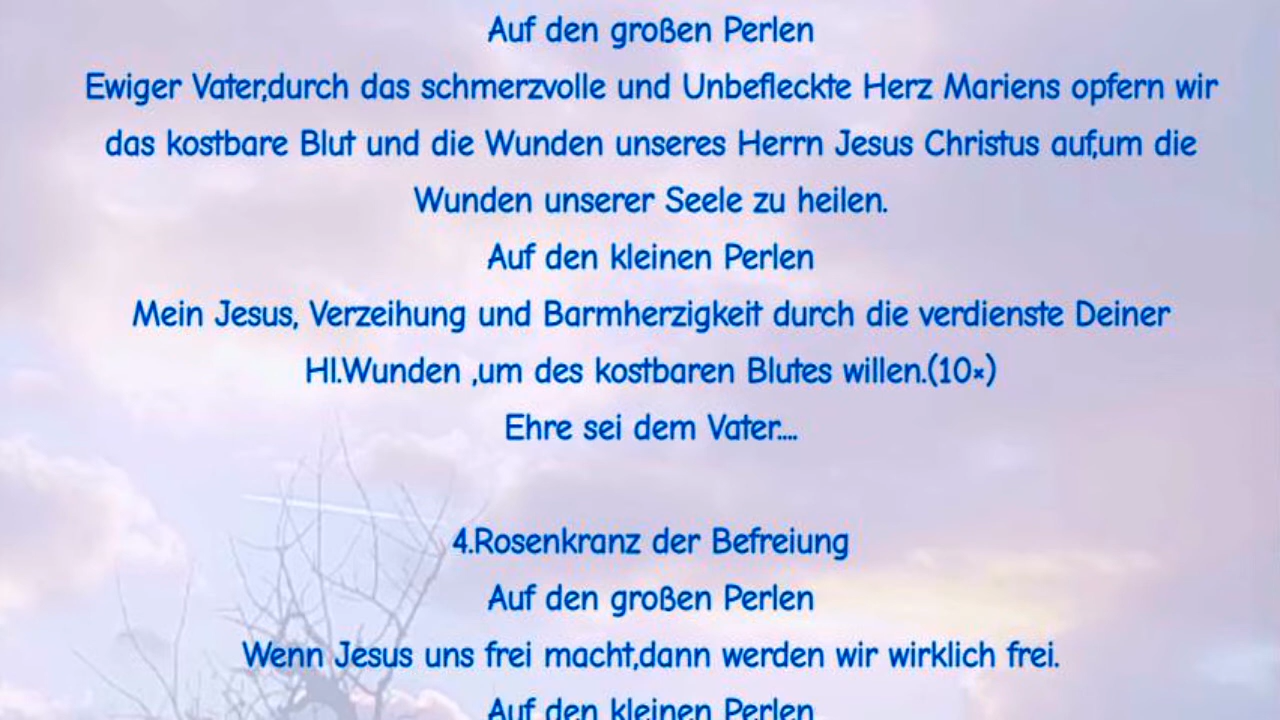 Auf den großen Perlen
Ewiger Vater,durch das schmerzvolle und Unbefleckte Herz Mariens opfern wir
das kostbare Blut und die Wunden unseres Herrn Jesus Christus auf,um die
Wunden unserer Seele zu heilen.
Auf den kleinen Perlen
Mein Jesus, Verzeihung und Barmherzigkeit durch die verdienste Deiner
Hl.Wunden ,um des kostbaren Blutes willen.(10×)
Ehre sei dem Vater....
4.Rosenkranz der Befreiung
Auf den großen Perlen
Wenn Jesus uns frei macht,dann werden wir wirklich frei.
Auf den kleinen Perlen